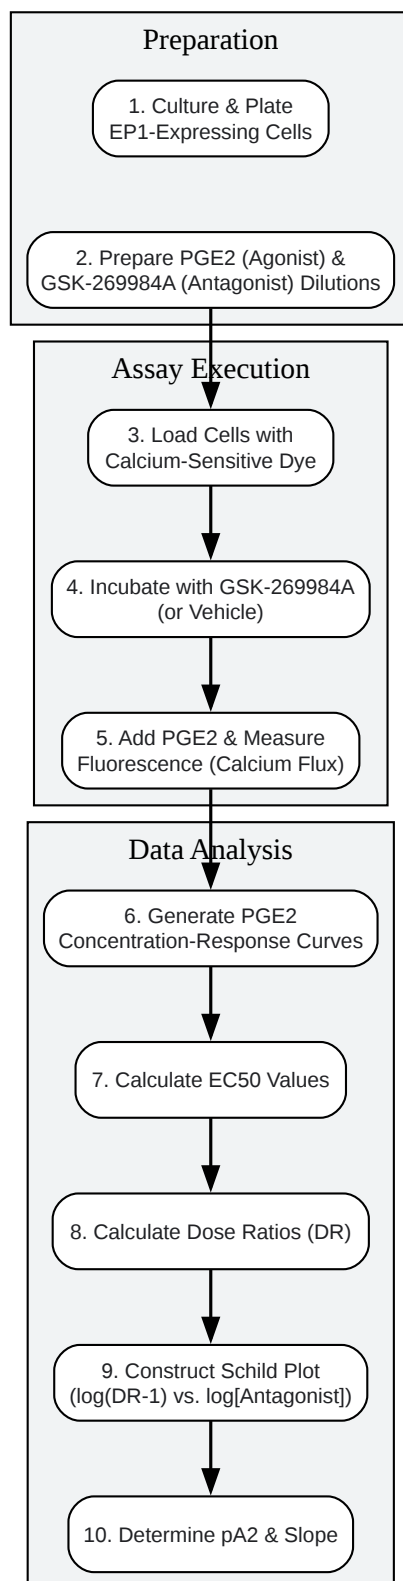 Preparation
1. Culture & Plate
EP1-Expressing Cells
2. Prepare PGE2 (Agonist) &
GSK-269984A (Antagonist) Dilutions
Assay Execution
3. Load Cells with
Calcium-Sensitive Dye
4. Incubate with GSK-269984A
(or Vehicle)
5. Add PGE2 & Measure
Fluorescence (Calcium Flux)
Data Analysis
6. Generate PGE2
Concentration-Response Curves
7. Calculate EC50 Values
8. Calculate Dose Ratios (DR)
9. Construct Schild Plot
(log(DR-1) vs. log[Antagonist])
10. Determine pA2 & Slope